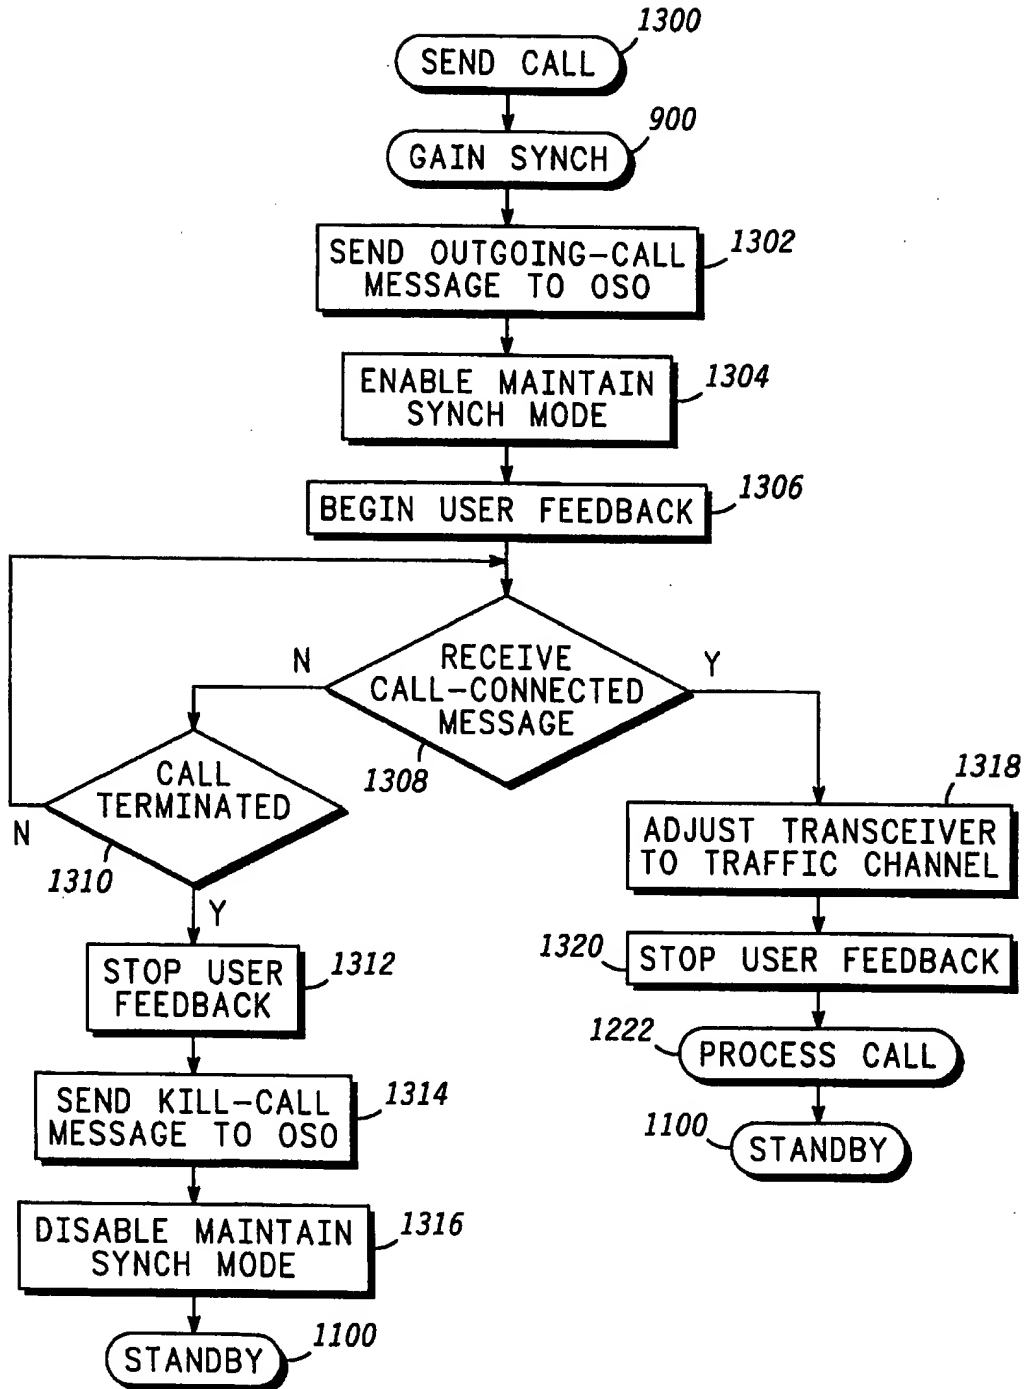 1300
SEND CALL
900
GAIN SYNCH
1302
SEND OUTGOING-CALL
MESSAGE TO OSO
1304
ENABLE MAINTAIN
SYNCH MODE
1306
BEGIN USER FEEDBACK
N
RECEIVE
CALL-CONNECTED
MESSAGE
Y
1308
CALL
TERMINATED
N
1310
Y
1312
STOP USER
FEEDBACK
1314
SEND KILL-CALL
MESSAGE TO OSO
1316
DISABLE MAINTAIN
SYNCH MODE
1100
STANDBY
1318
ADJUST TRANSCEIVER
TO TRAFFIC CHANNEL
1320
STOP USER FEEDBACK
1222
PROCESS CALL
1100
STANDBY